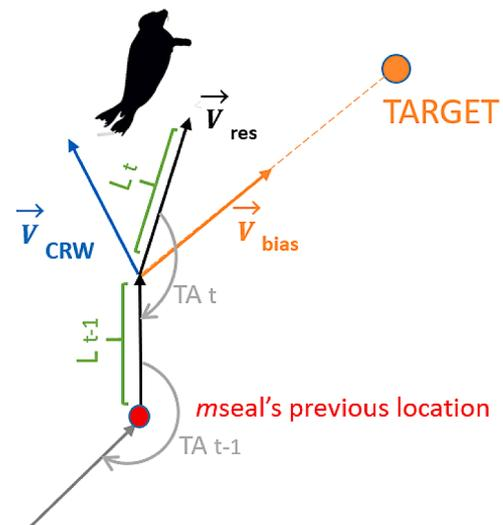 V res
TARGET
L t
V CRW
V bias
TA t
L t-1
mseal's previous location
TA t-1